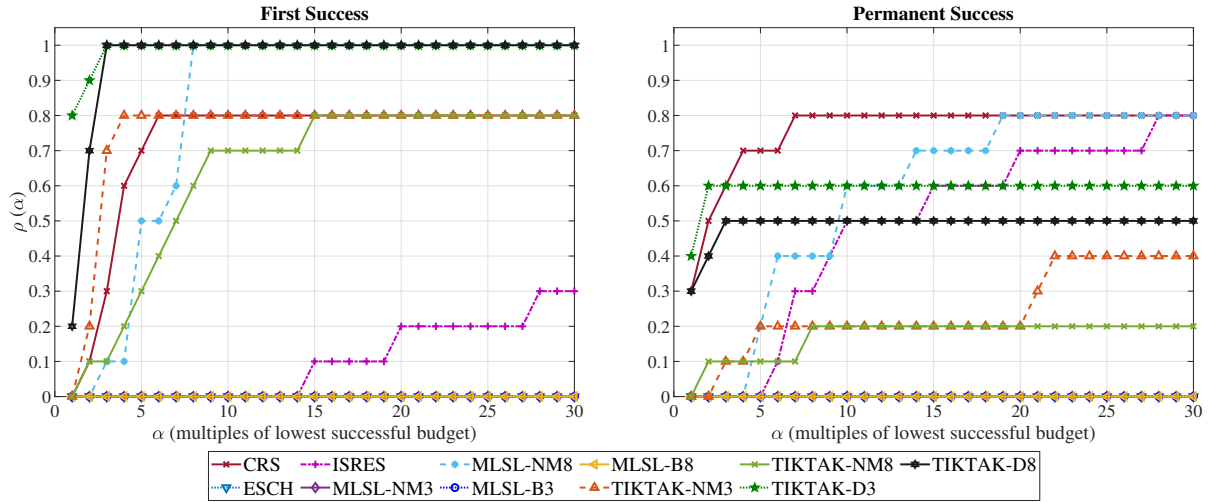 First Success
Permanent Success
1
0.9
0.8
0.7
0.6
0.5
0.4
0.3
0.2
0.1
0
ρ (α)
0 5 10 15 20 25 30
α (multiples of lowest successful budget)
1
0.9
0.8
0.7
0.6
0.5
0.4
0.3
0.2
0.1
0
0 5 10 15 20 25 30
α (multiples of lowest successful budget)
CRS ISRES MLSL-NM8 MLSL-B8 TIKTAK-NM8 TIKTAK-D8
ESCH MLSL-NM3 MLSL-B3 TIKTAK-NM3 TIKTAK-D3